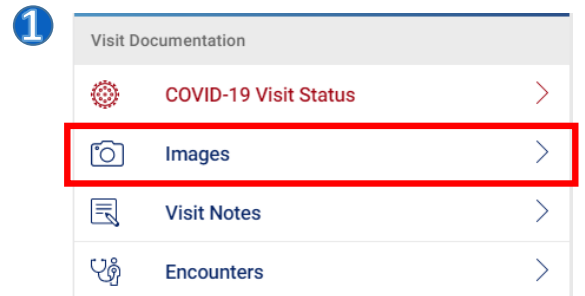 1
Visit Documentation
COVID-19 Visit Status
Images
Visit Notes
Encounters